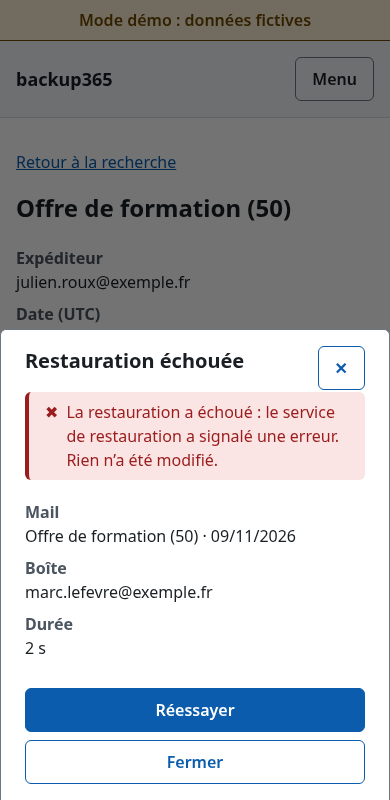 Mode démo : données fictives
backup365
Menu
Retour à la recherche
Offre de formation (50)
Expéditeur
julien.roux@exemple.fr
Date (UTC)
Restauration échouée
×
✖ La restauration a échoué : le service
de restauration a signalé une erreur.
Rien n’a été modifié.
Mail
Offre de formation (50) · 09/11/2026
Boîte
marc.lefevre@exemple.fr
Durée
2 s
Réessayer
Fermer